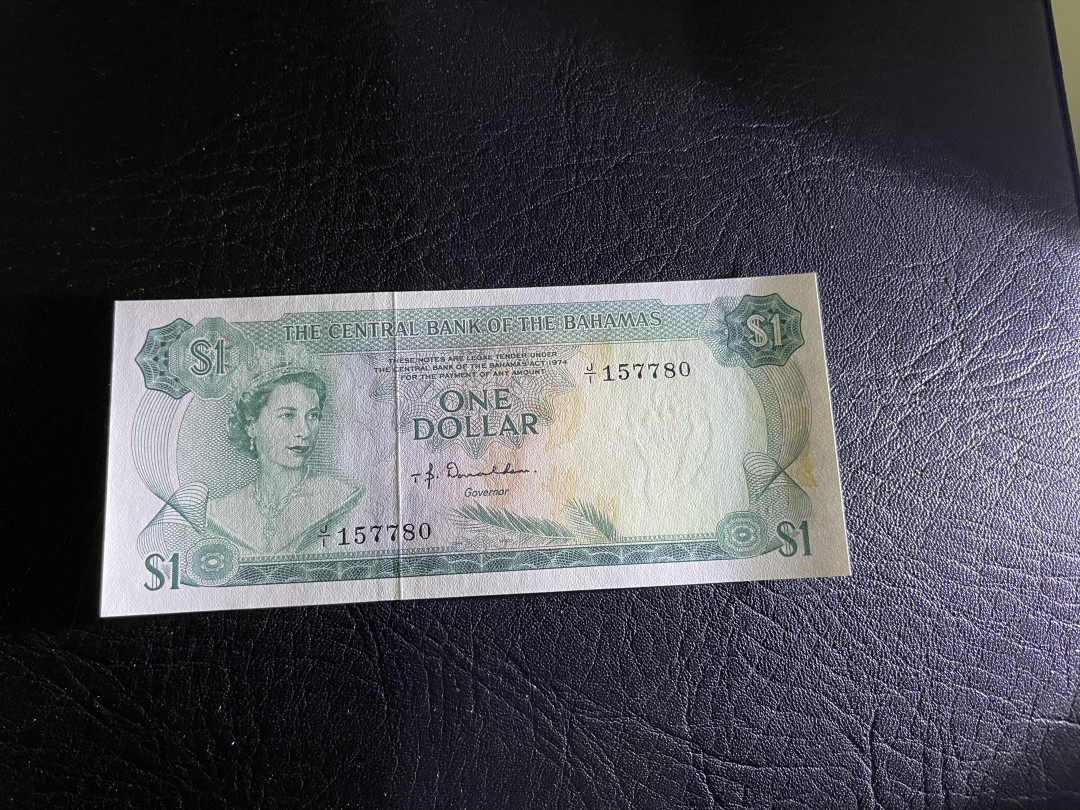 THE CENTRAL BANK OF THE BAHAMAS
$1
$1
THESE NOTES ARE LEGAL TENDER UNDER
THE CENTRAL BANK OF THE BAHAMAS ACT 1974
FOR THE PAYMENT OF ANY AMOUNT
J/1 157780
ONE
DOLLAR
T. B. Donaldson.
Governor
J/1 157780
$1
$1